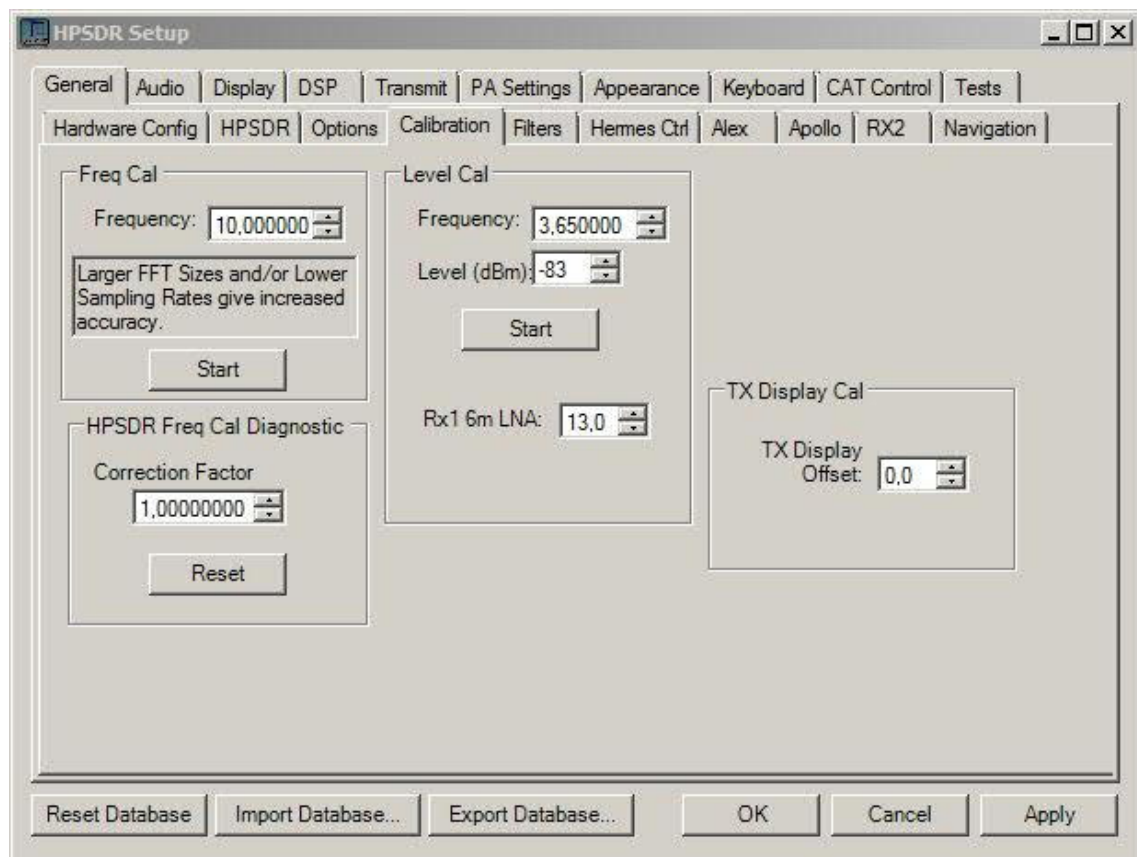 HPSDR Setup
General Audio Display DSP Transmit PA Settings Appearance Keyboard CAT Control Tests
Hardware Config HPSDR Options Calibration Filters Hermes Ctrl Alex Apollo RX2 Navigation
Freq Cal
Frequency: 10,000000
Larger FFT Sizes and/or Lower
Sampling Rates give increased
accuracy.
Start
HPSDR Freq Cal Diagnostic
Correction Factor
1,00000000
Reset
Level Cal
Frequency: 3,650000
Level (dBm): -83
Start
Rx1 6m LNA: 13,0
TX Display Cal
TX Display
Offset: 0,0
Reset Database Import Database... Export Database... OK Cancel Apply